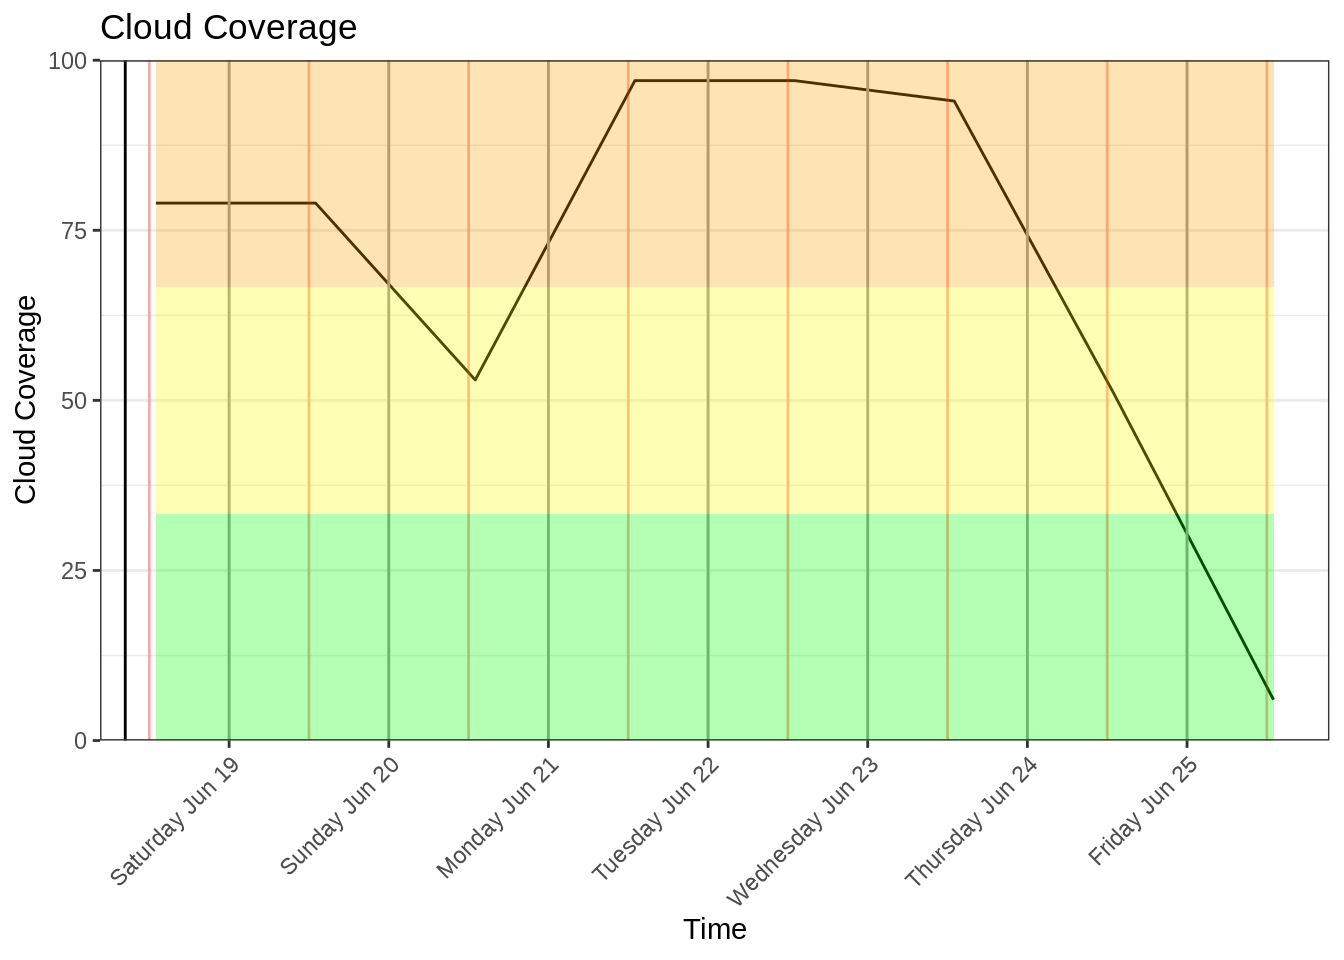 Cloud Coverage
100
75
50
25
0
Cloud Coverage
Saturday Jun 19
Sunday Jun 20
Monday Jun 21
Tuesday Jun 22
Wednesday Jun 23
Thursday Jun 24
Friday Jun 25
Time